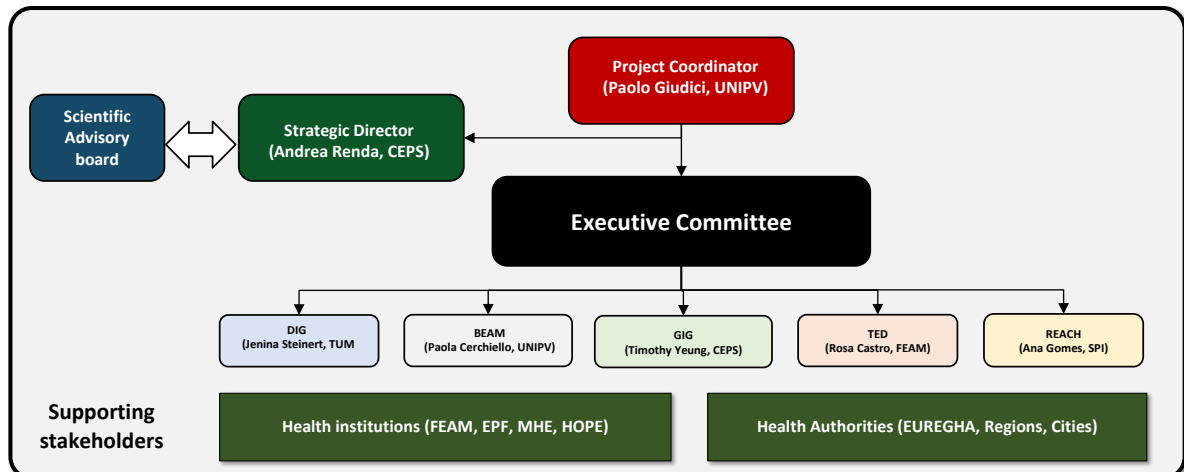 Project Coordinator
(Paolo Giudici, UNIPV)
Scientific
Advisory
board
Strategic Director
(Andrea Renda, CEPS)
Executive Committee
DIG
(Jenina Steinert, TUM
BEAM
(Paola Cerchiello, UNIPV)
GIG
(Timothy Yeung, CEPS)
TED
(Rosa Castro, FEAM)
REACH
(Ana Gomes, SPI)
Supporting
stakeholders
Health institutions (FEAM, EPF, MHE, HOPE)
Health Authorities (EUREGHA, Regions, Cities)